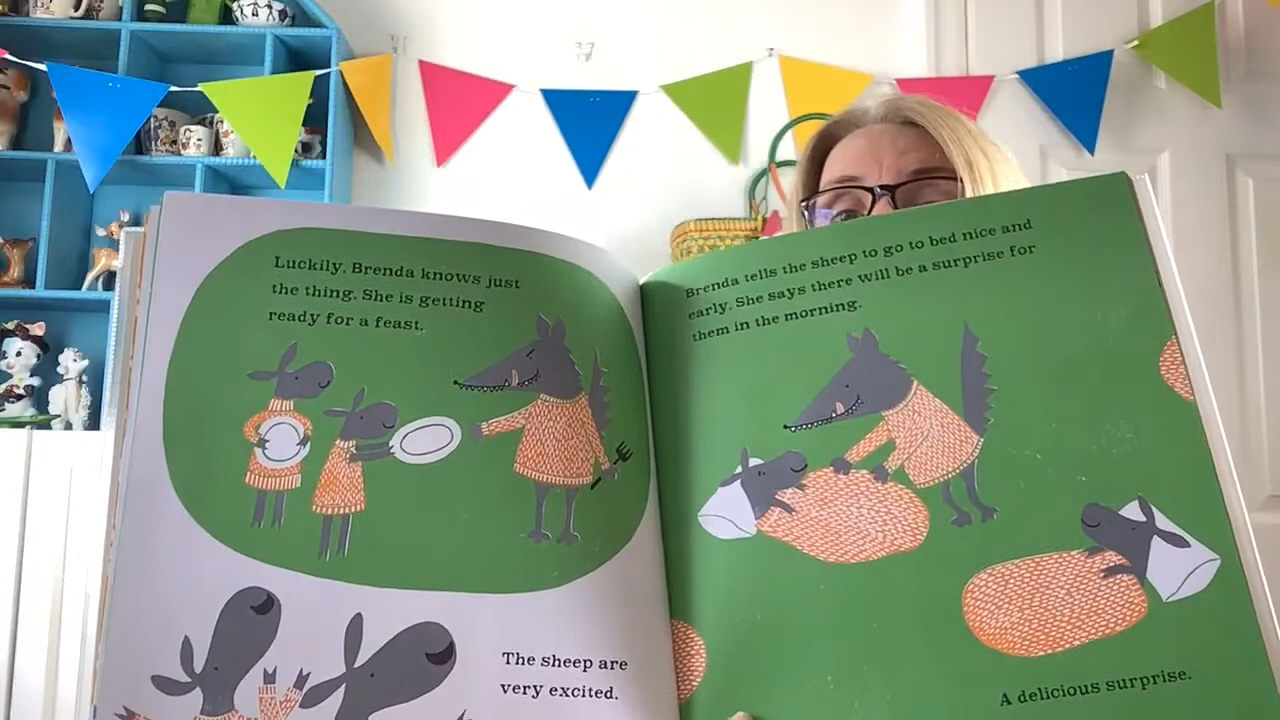 Luckily, Brenda knows just
the thing. She is getting
ready for a feast.
The sheep are
very excited.
Brenda tells the sheep to go to bed nice and
early. She says there will be a surprise for
them in the morning.
A delicious surprise.